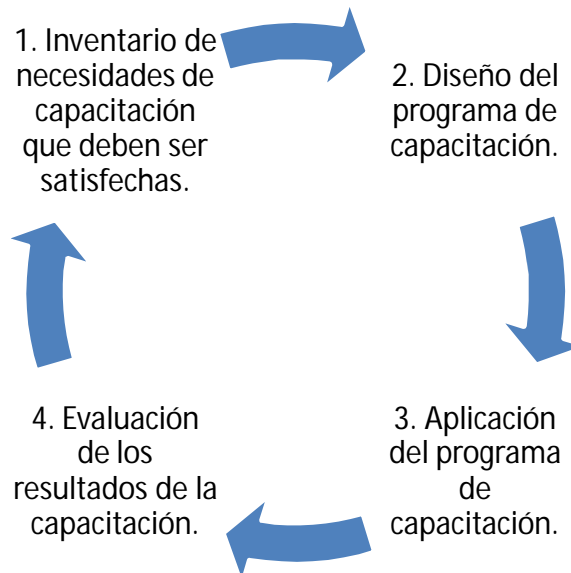 1. Inventario de
necesidades de
capacitación
que deben ser
satisfechas.
2. Diseño del
programa de
capacitación.
3. Aplicación
del programa
de
capacitación.
4. Evaluación
de los
resultados de la
capacitación.